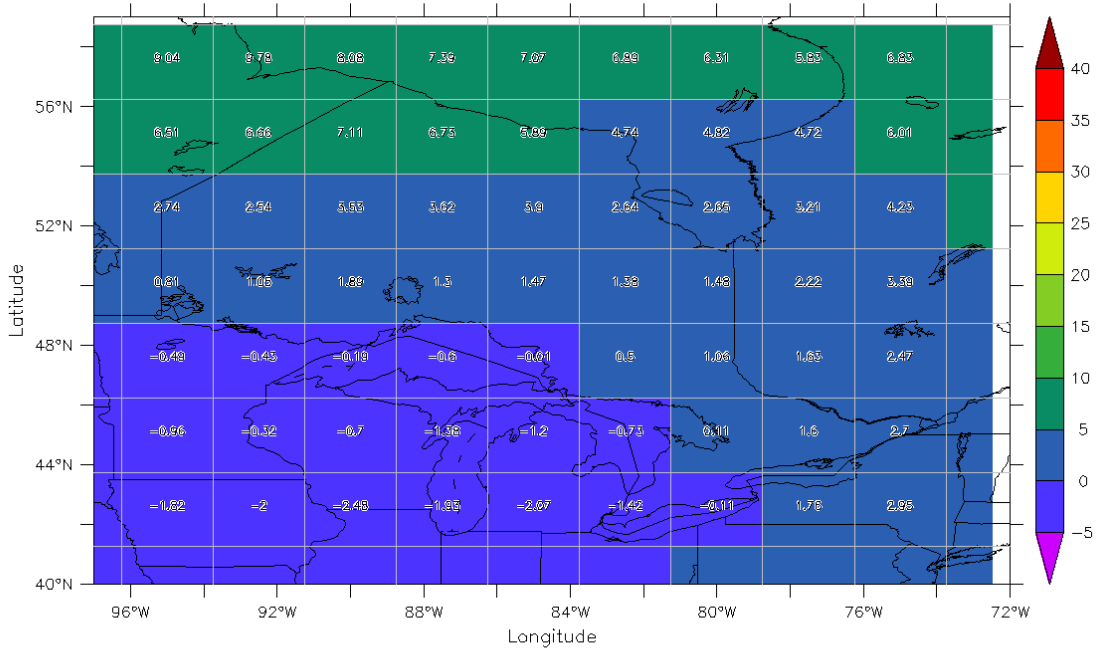 9.04 9.79 8.08 7.39 7.07 6.89 6.31 5.83 6.83
40
56°N 6.51 6.66 7.11 6.73 5.89 4.74 4.82 4.72 6.01
35
30
52°N 2.74 2.54 3.53 3.62 3.9 2.64 2.65 3.21 4.23
25
Latitude
0.81 1.05 1.89 1.3 1.47 1.38 1.48 2.22 3.39
20
15
48°N −0.49 −0.43 −0.19 −0.6 −0.01 0.5 1.06 1.63 2.47
10
−0.96 −0.32 −0.7 −1.38 −1.2 −0.73 0.11 1.6 2.7
5
44°N
−1.82 −2 −2.48 −1.93 −2.07 −1.42 −0.11 1.78 2.95
0
−5
40°N
96°W 92°W 88°W 84°W 80°W 76°W 72°W
Longitude